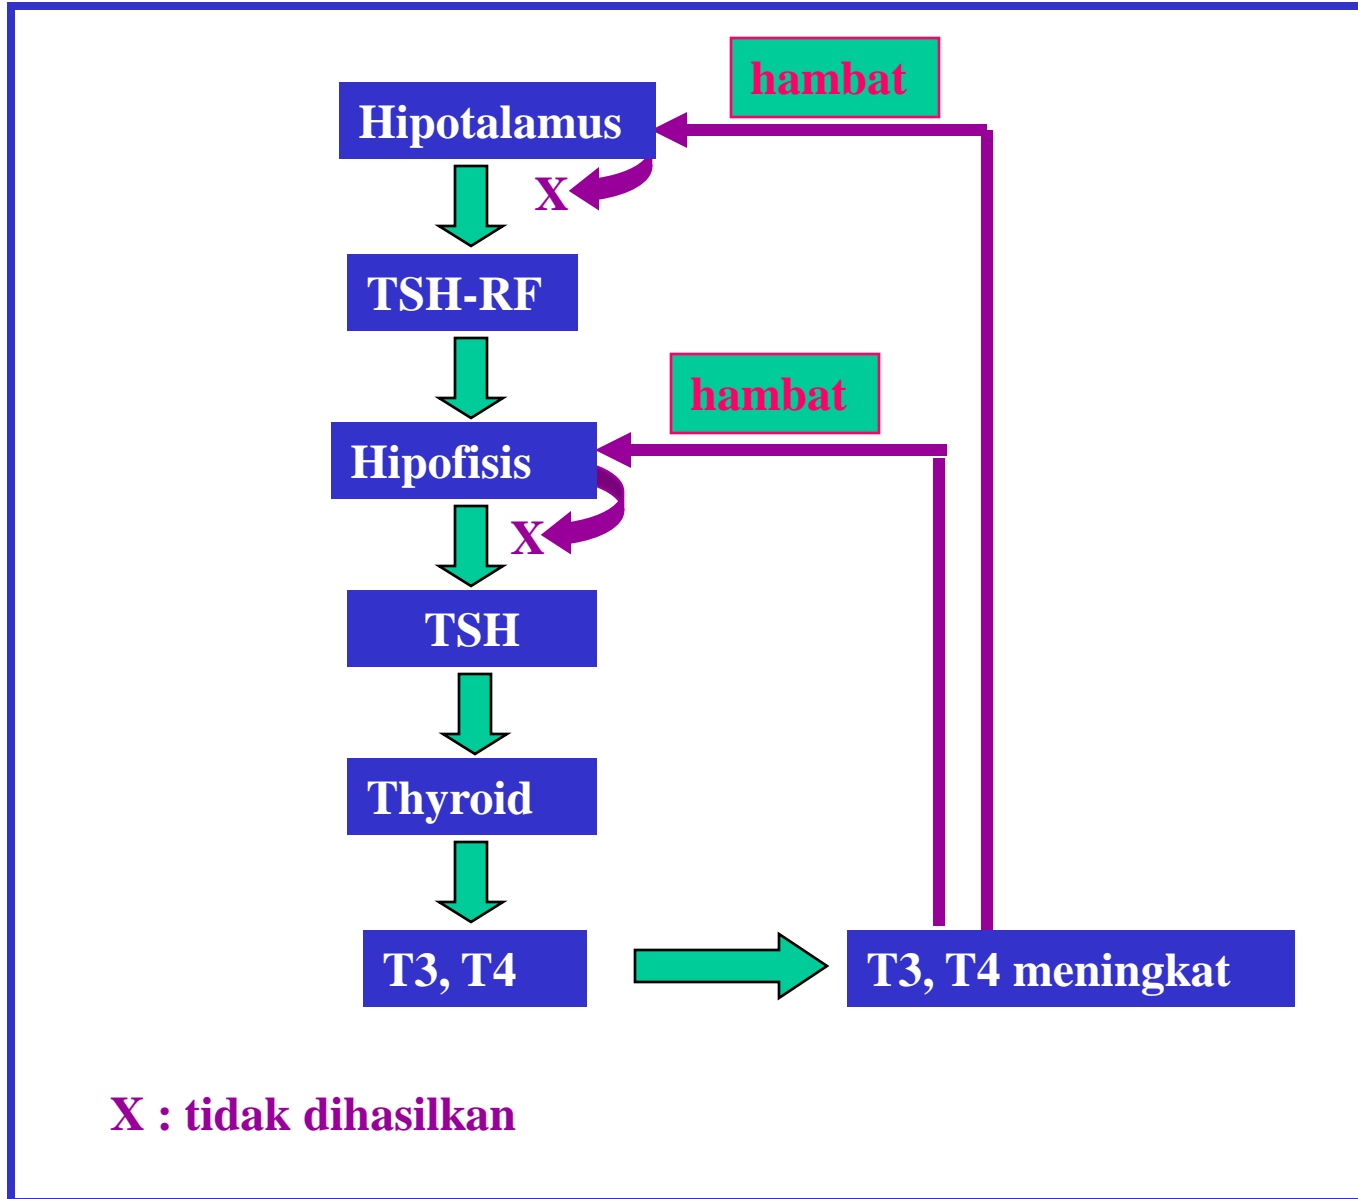 hambat
Hipotalamus
X
TSH-RF
hambat
Hipofisis
X
TSH
Thyroid
T3, T4
T3, T4 meningkat
X : tidak dihasilkan